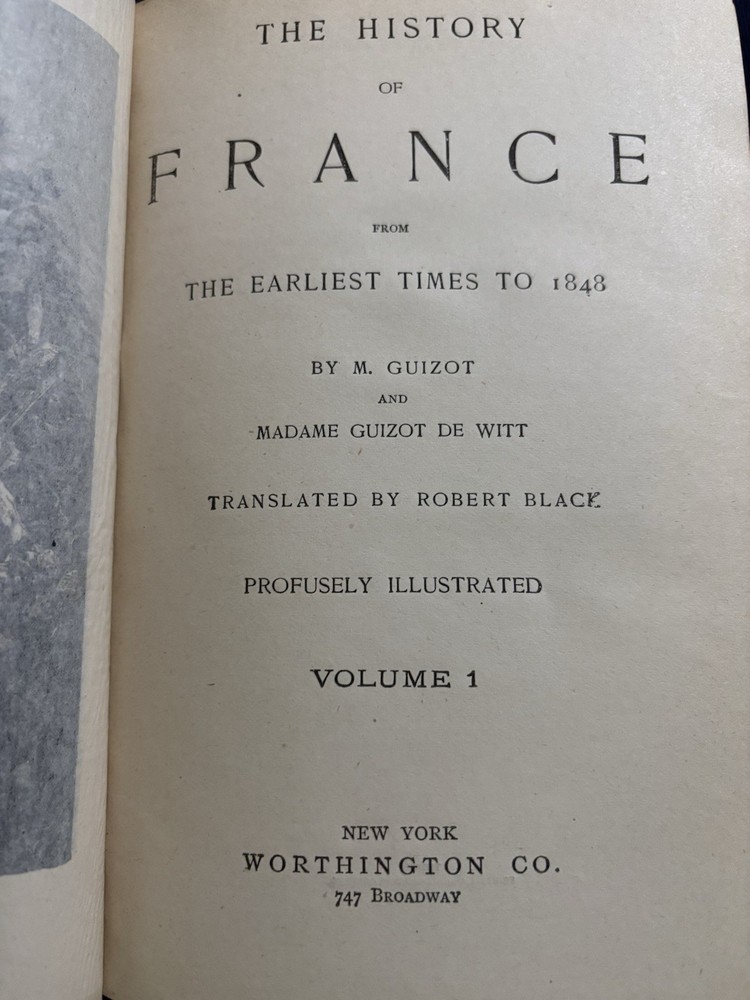 THE HISTORY
OF
FRANCE
FROM
THE EARLIEST TIMES TO 1848
BY M. GUIZOT
AND
MADAME GUIZOT DE WITT
TRANSLATED BY ROBERT BLACK
PROFUSELY ILLUSTRATED
VOLUME 1
NEW YORK
WORTHINGTON CO.
747 BROADWAY